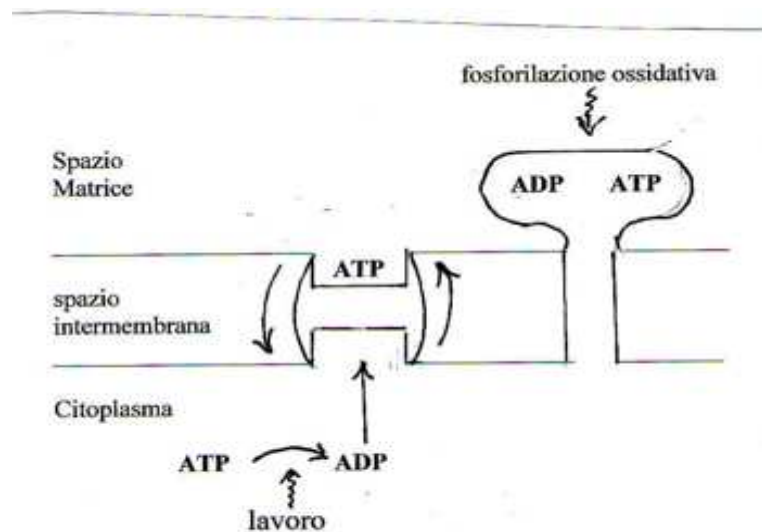 fosforilazione ossidativa
Spazio
Matrice
ADP ATP
ATP
spazio
intermembrana
Citoplasma
ATP ADP
lavoro